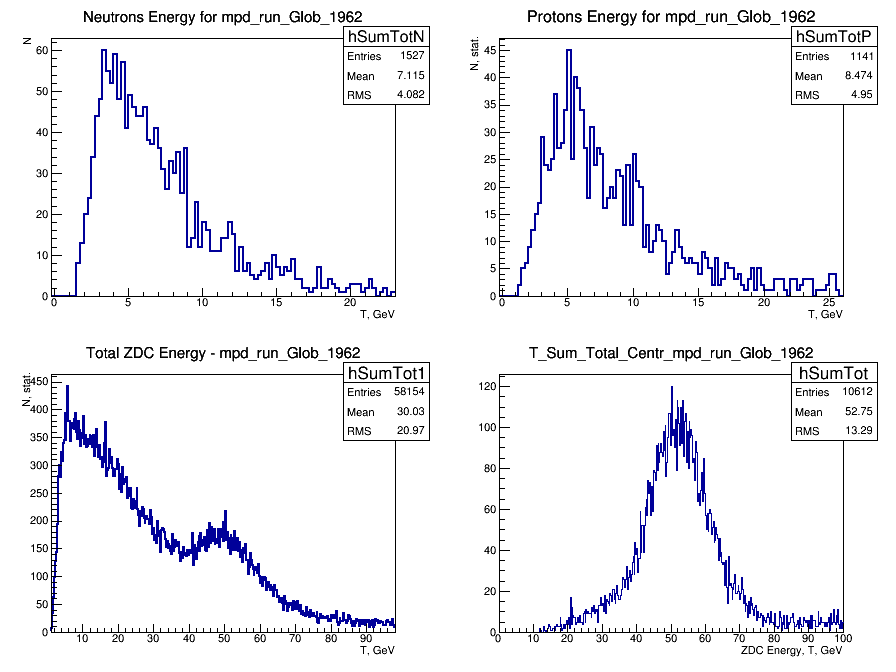 Neutrons Energy for mpd_run_Glob_1962
hSumTotN
Entries 1527
Mean 7.115
RMS 4.082
N
60
50
40
30
20
10
0
0 5 10 15 20
T, GeV
Protons Energy for mpd_run_Glob_1962
hSumTotP
Entries 1141
Mean 8.474
RMS 4.95
N, stat.
45
40
35
30
25
20
15
10
5
0
0 5 10 15 20 25
T, GeV
Total ZDC Energy - mpd_run_Glob_1962
hSumTot1
Entries 58154
Mean 30.03
RMS 20.97
N, stat.
450
400
350
300
250
200
150
100
50
0
10 20 30 40 50 60 70 80 90
T, GeV
T_Sum_Total_Centr_mpd_run_Glob_1962
hSumTot
Entries 10612
Mean 52.75
RMS 13.29
120
100
80
60
40
20
0
0 10 20 30 40 50 60 70 80 90 100
ZDC Energy, T, GeV